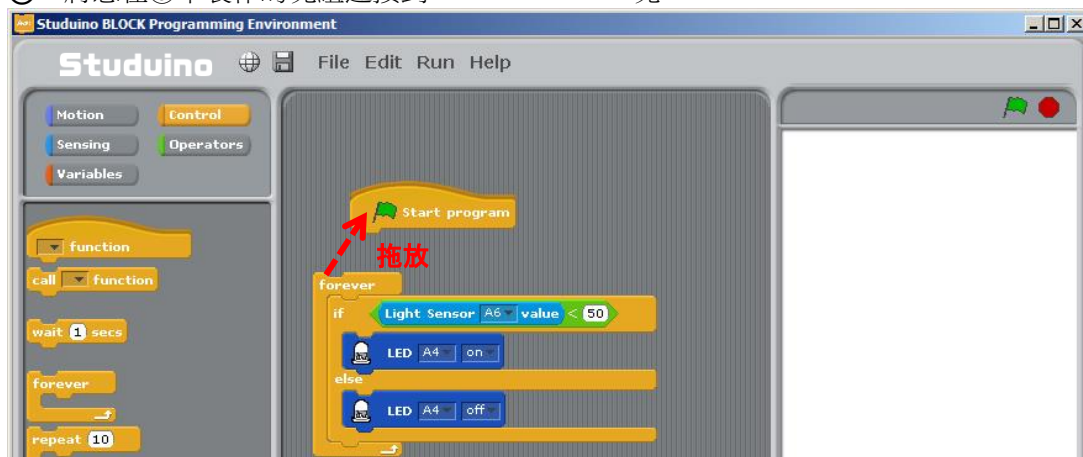 Studuino BLOCK Programming Environment
Studuino File Edit Run Help
Motion Control
Sensing Operators
Variables
Start program
拖放
function
call function
wait 1 secs
forever
repeat 10
forever
if Light Sensor A6 value < 50
LED A4 on
else
LED A4 off